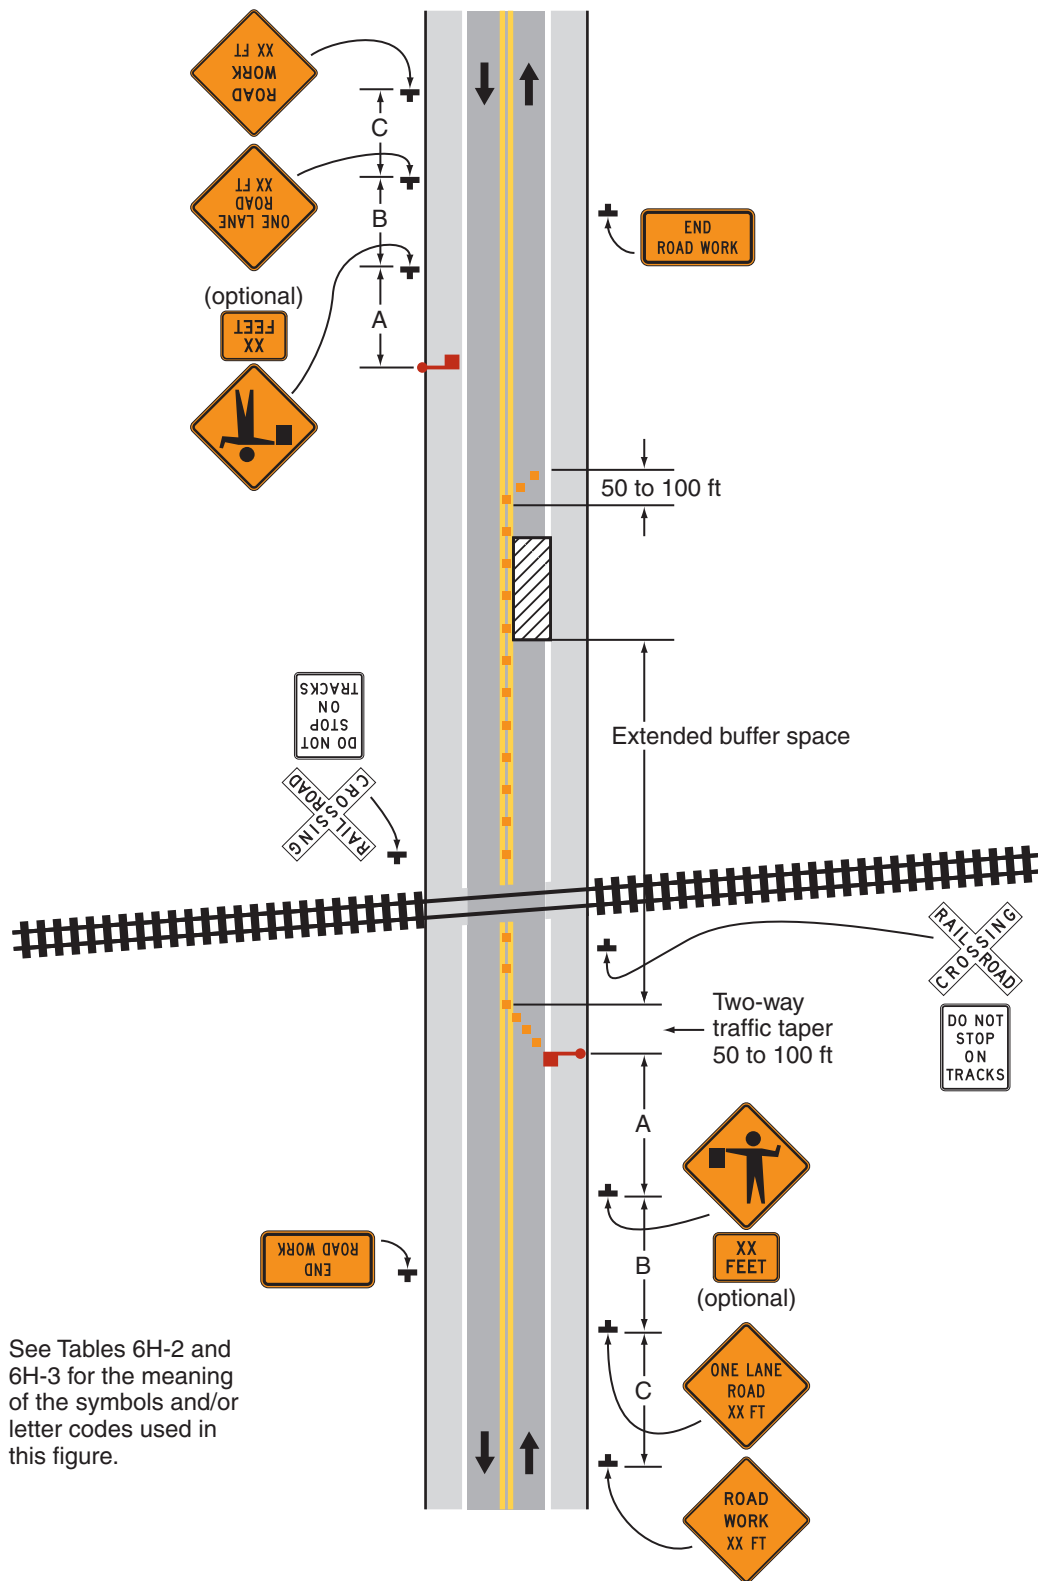 ROAD
WORK
XX FT
C
ONE LANE
ROAD
XX FT
B
END
ROAD WORK
(optional)
XX
FEET
A
50 to 100 ft
DO NOT
STOP
ON
TRACKS
Extended buffer space
RAILROAD
CROSSING
RAILROAD
CROSSING
Two-way
traffic taper
50 to 100 ft
DO NOT
STOP
ON
TRACKS
A
END
ROAD WORK
B
XX
FEET
(optional)
C
ONE LANE
ROAD
XX FT
See Tables 6H-2 and
6H-3 for the meaning
of the symbols and/or
letter codes used in
this figure.
ROAD
WORK
XX FT